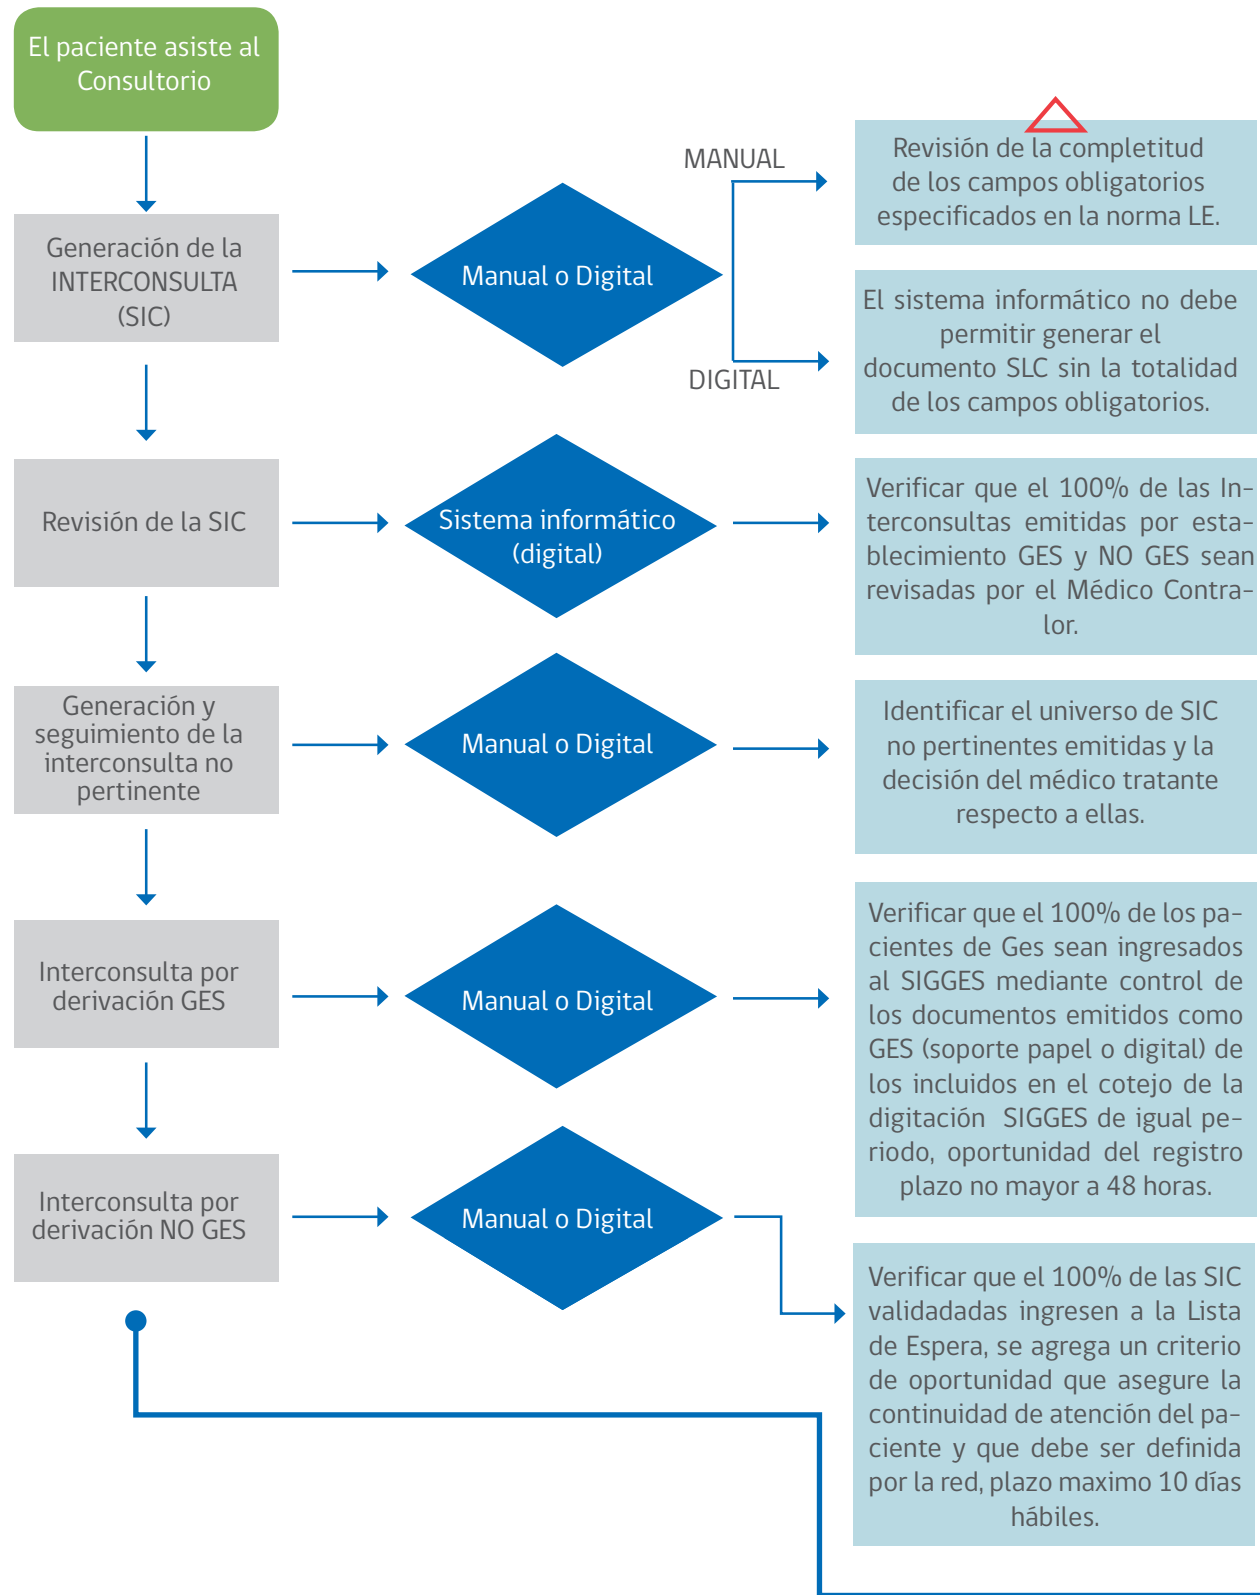 El paciente asiste al
Consultorio
Generación de la
INTERCONSULTA
(SIC)
Manual o Digital
MANUAL
DIGITAL
Revisión de la completitud
de los campos obligatorios
especificados en la norma LE.
El sistema informático no debe
permitir generar el
documento SLC sin la totalidad
de los campos obligatorios.
Revisión de la SIC
Sistema informático
(digital)
Verificar que el 100% de las In-
terconsultas emitidas por esta-
blecimiento GES y NO GES sean
revisadas por el Médico Contra-
lor.
Generación y
seguimiento de la
interconsulta no
pertinente
Manual o Digital
Identificar el universo de SIC
no pertinentes emitidas y la
decisión del médico tratante
respecto a ellas.
Interconsulta por
derivación GES
Manual o Digital
Verificar que el 100% de los pa-
cientes de Ges sean ingresados
al SIGGES mediante control de
los documentos emitidos como
GES (soporte papel o digital) de
los incluidos en el cotejo de la
digitación SIGGES de igual pe-
riodo, oportunidad del registro
plazo no mayor a 48 horas.
Interconsulta por
derivación NO GES
Manual o Digital
Verificar que el 100% de las SIC
validadadas ingresen a la Lista
de Espera, se agrega un criterio
de oportunidad que asegure la
continuidad de atención del pa-
ciente y que debe ser definida
por la red, plazo maximo 10 días
hábiles.